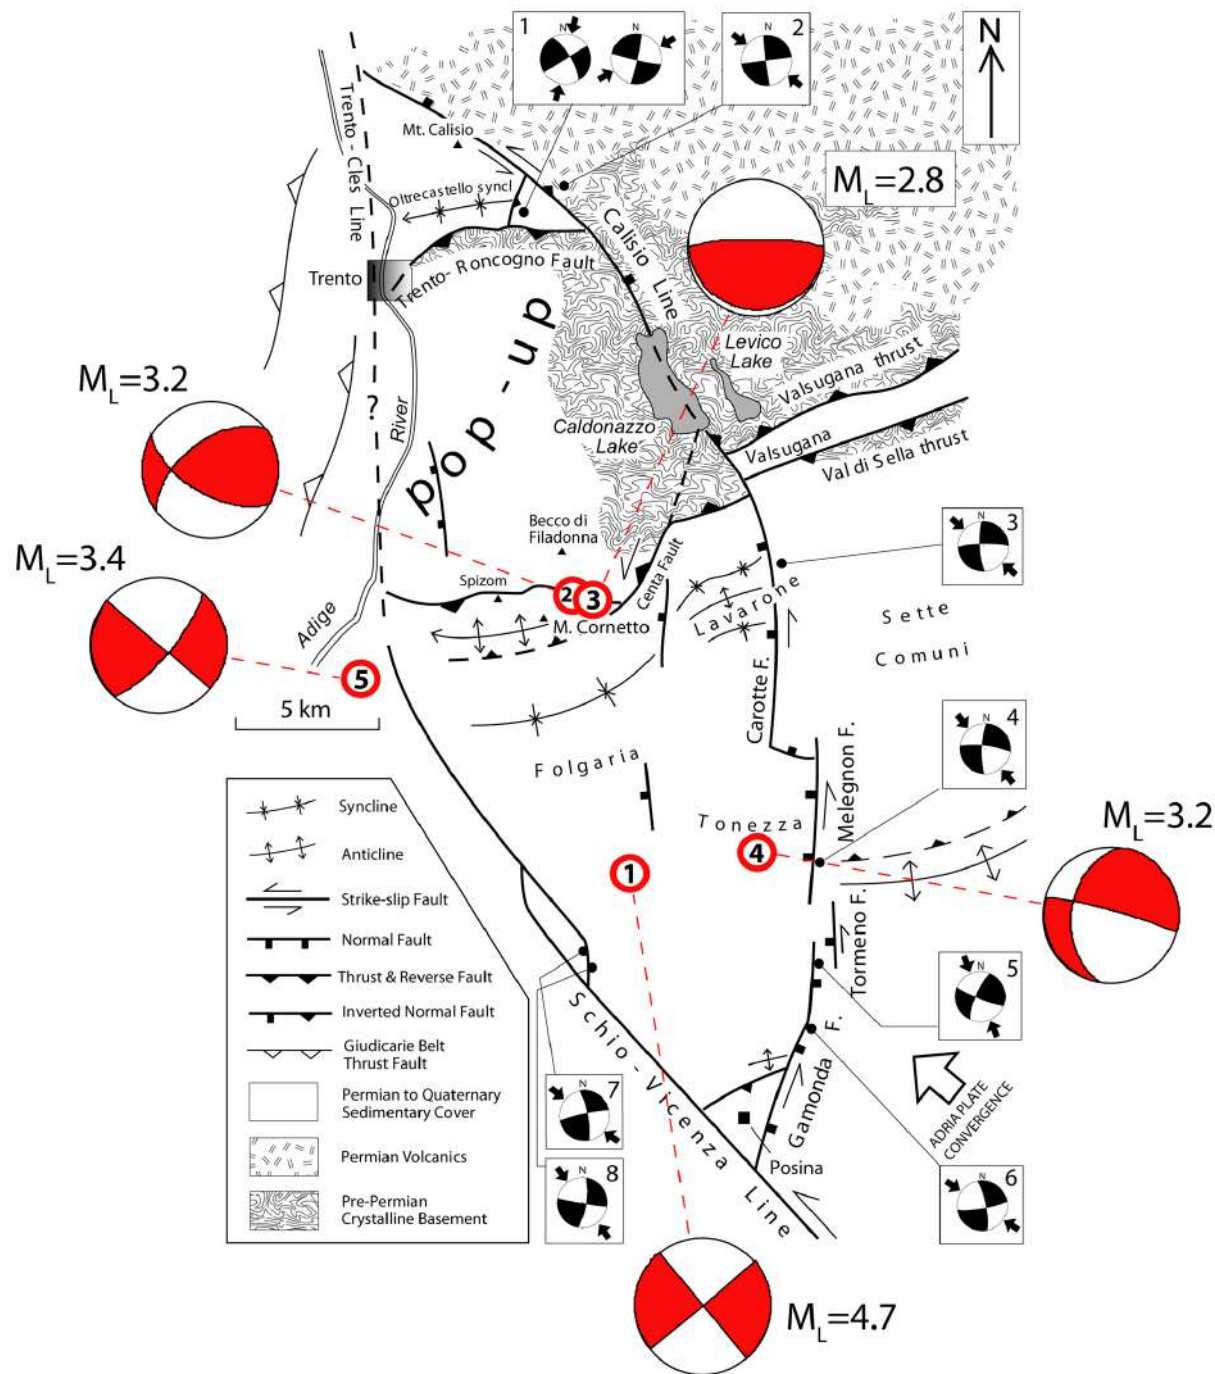 1
N
N
2
N
N
Trento - Cles Line
Mt. Calisio
Oltrecastello syncl
Calisio Line
M_L=2.8
Trento
Trento- Roncogno Fault
pop-up
Levico
Lake
Valsugana thrust
M_L=3.2
?
River
Caldonazzo
Lake
Valsugana
Val di Sella thrust
Becco di
Filadonna
3
N
M_L=3.4
Spizom
2
3
Centa Fault
M. Cornetto
Lavarone
Sette
Comuni
Adige
5
5 km
Carotte F.
4
N
Folgaria
Melegnon F.
Tonezza
M_L=3.2
4
1
Syncline
Anticline
Strike-slip Fault
Normal Fault
Thrust & Reverse Fault
Inverted Normal Fault
Giudicarie Belt
Thrust Fault
Permian to Quaternary
Sedimentary Cover
Permian Volcanics
Pre-Permian
Crystalline Basement
Tormeno F.
5
N
Schio - Vicenza Line
Gamonda F.
ADRIA PLATE
CONVERGENCE
7
N
8
N
Posina
6
N
M_L=4.7